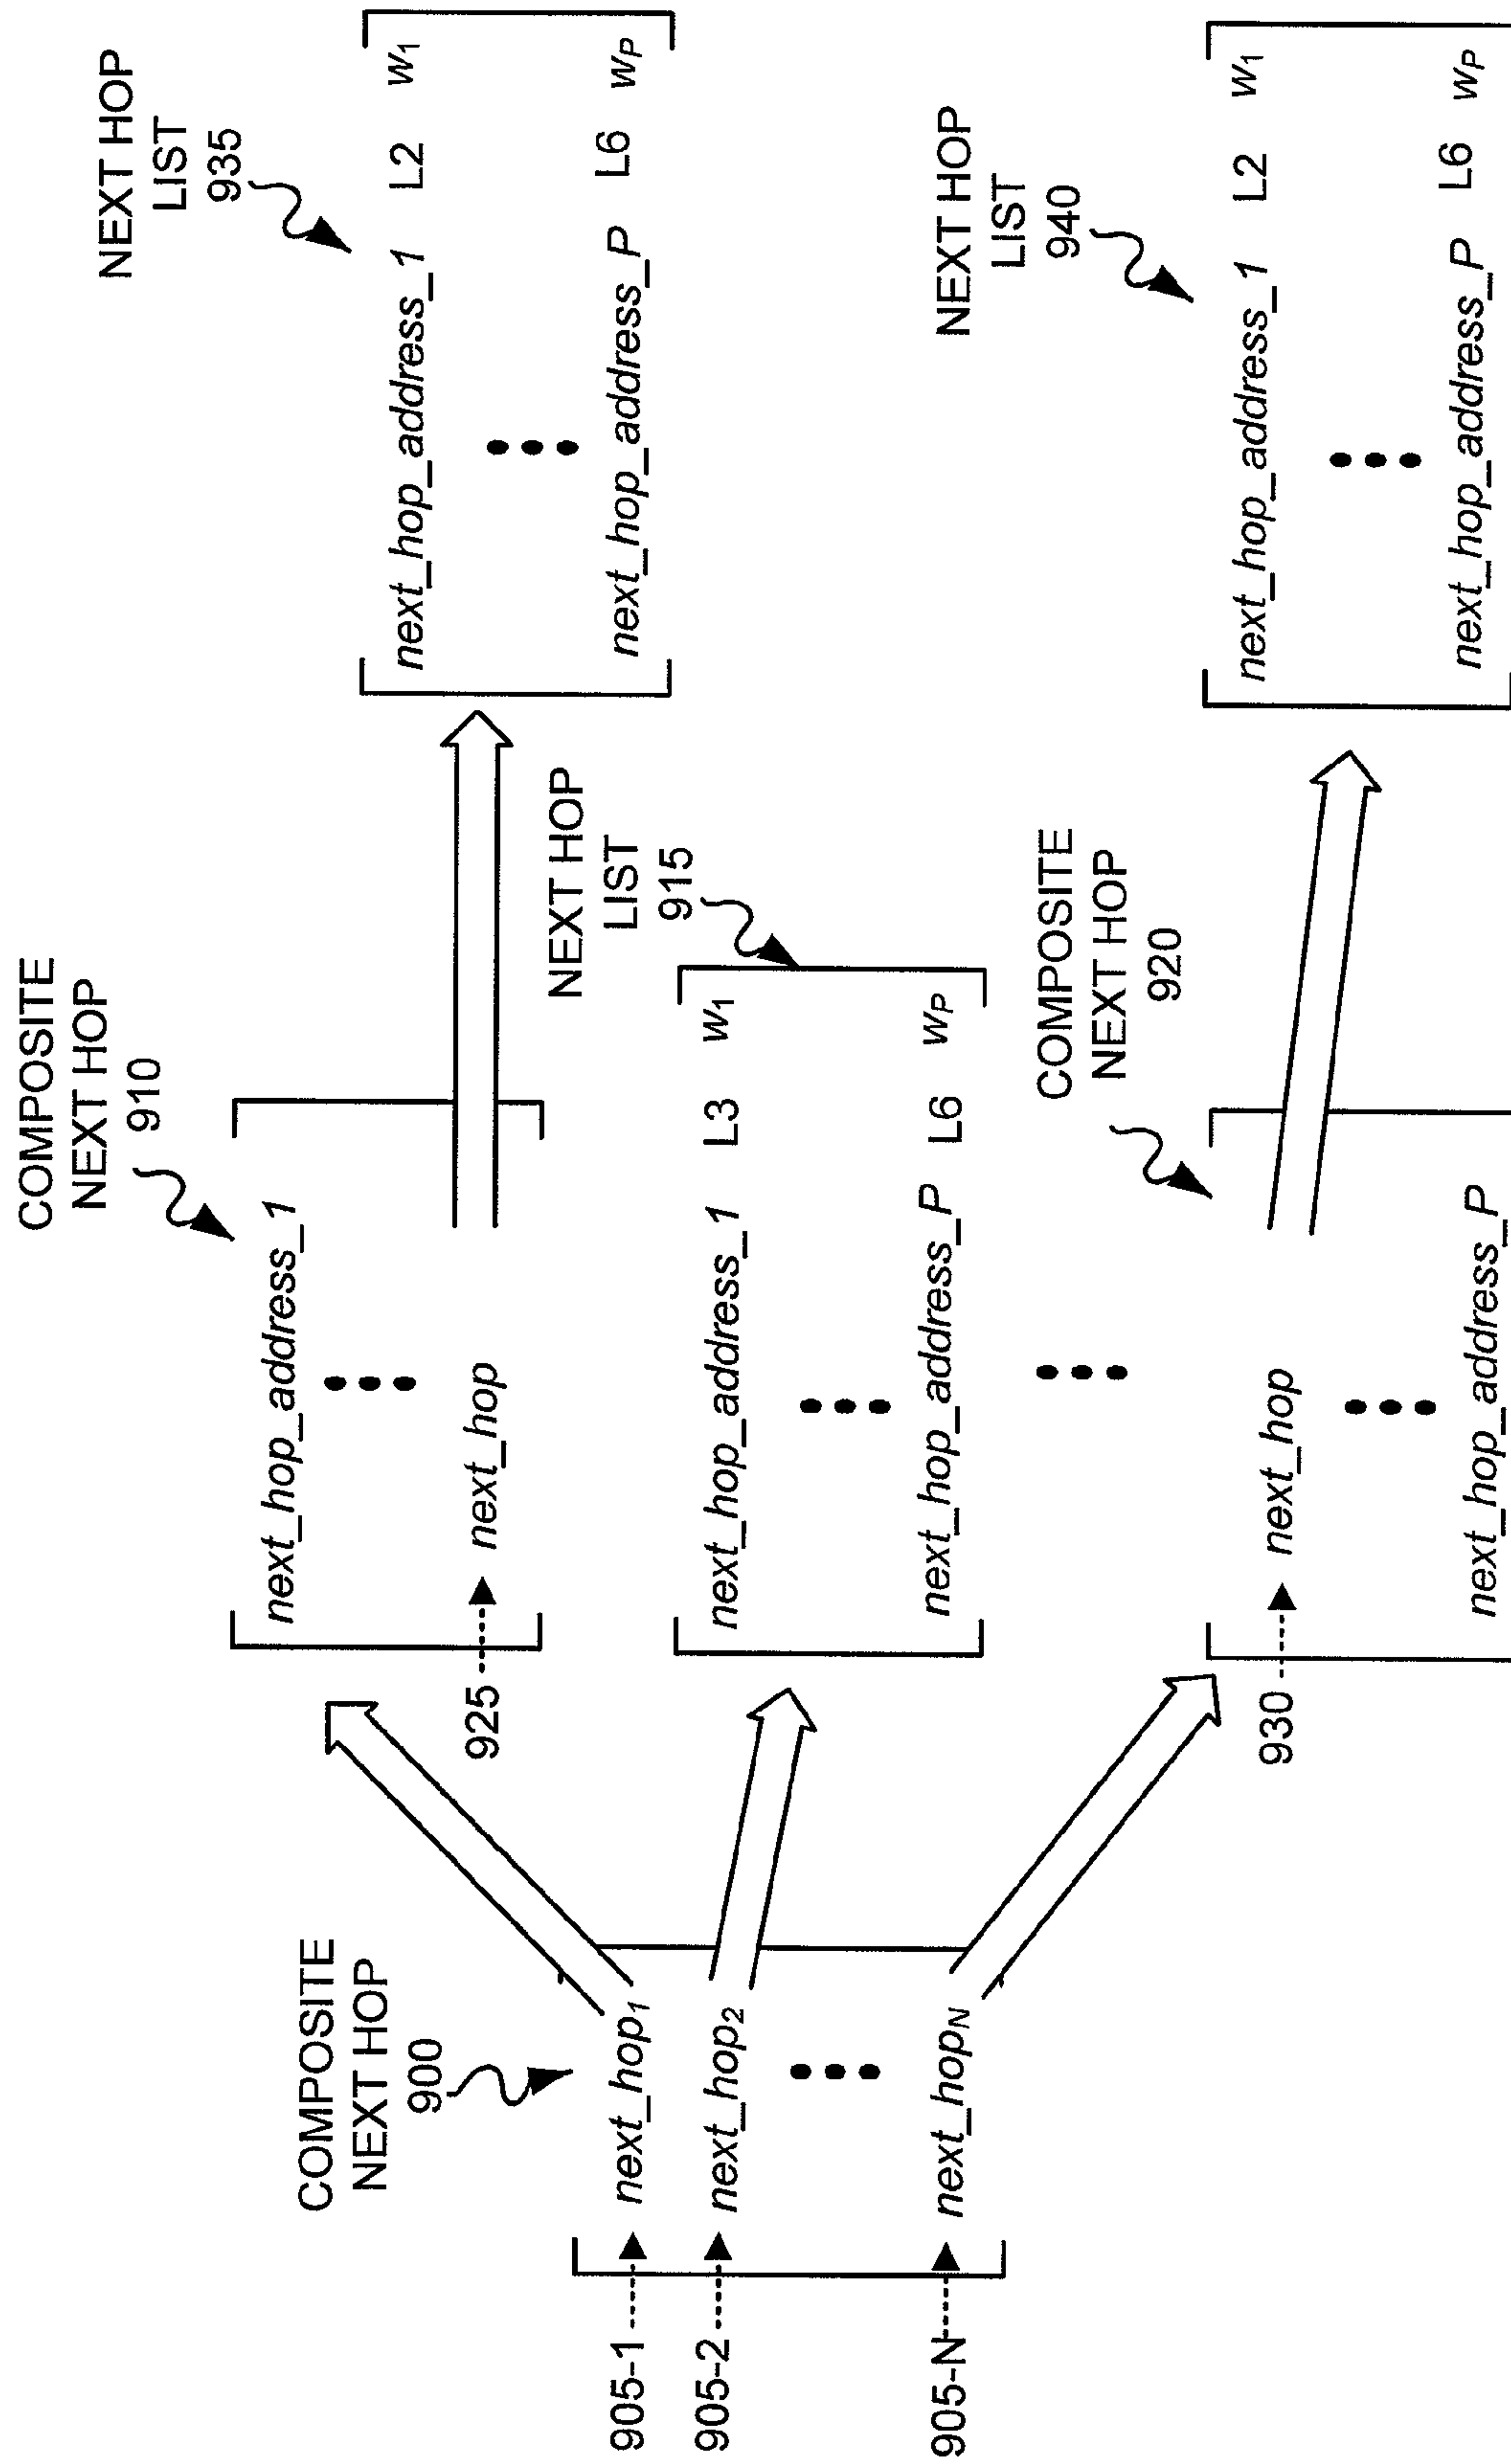 COMPOSITE
NEXT HOP
900
905-1
next_hop₁
905-2
next_hop₂
905-N
next_hopN
COMPOSITE
NEXT HOP
910
next_hop_address_1
925
next_hop
NEXT HOP
LIST
915
next_hop_address_1 L3 w₁
next_hop_address_P L6 wP
COMPOSITE
NEXT HOP
920
930
next_hop
next_hop_address_P
NEXT HOP
LIST
935
next_hop_address_1 L2 w₁
next_hop_address_P L6 wP
NEXT HOP
LIST
940
next_hop_address_1 L2 w₁
next_hop_address_P L6 wP